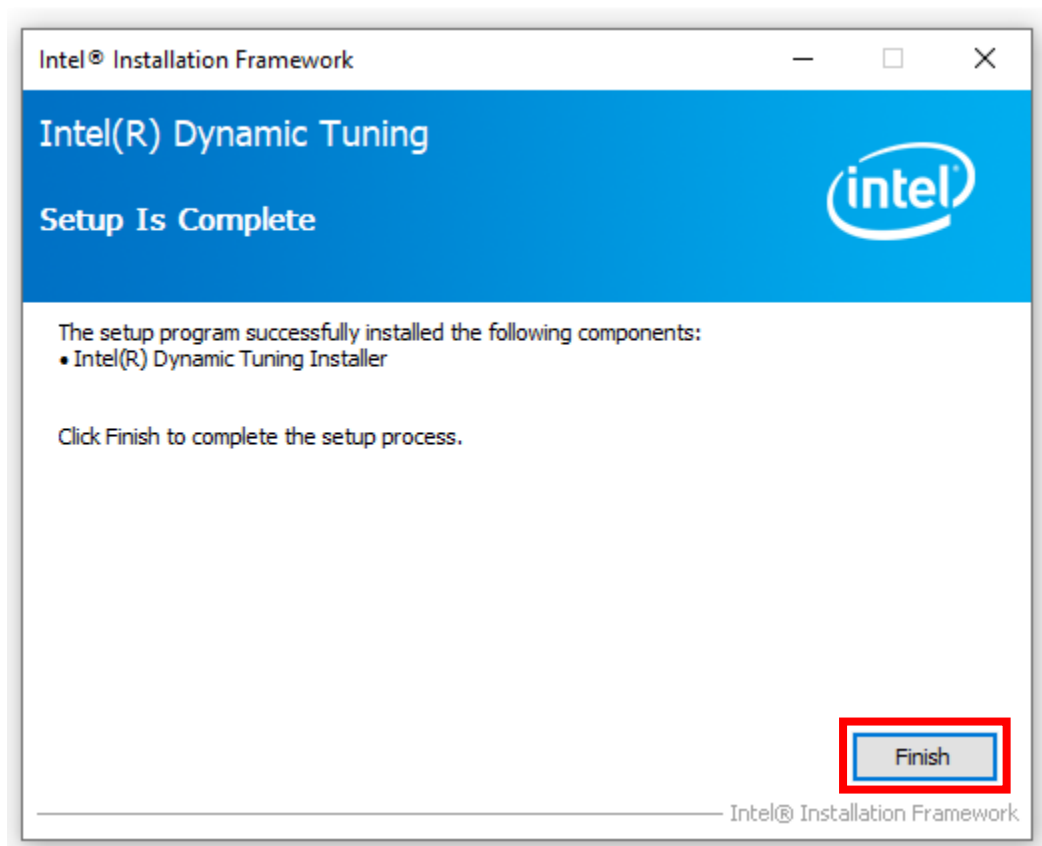 Intel® Installation Framework
Intel(R) Dynamic Tuning
intel
Setup Is Complete
The setup program successfully installed the following components:
• Intel(R) Dynamic Tuning Installer
Click Finish to complete the setup process.
Finish
Intel® Installation Framework